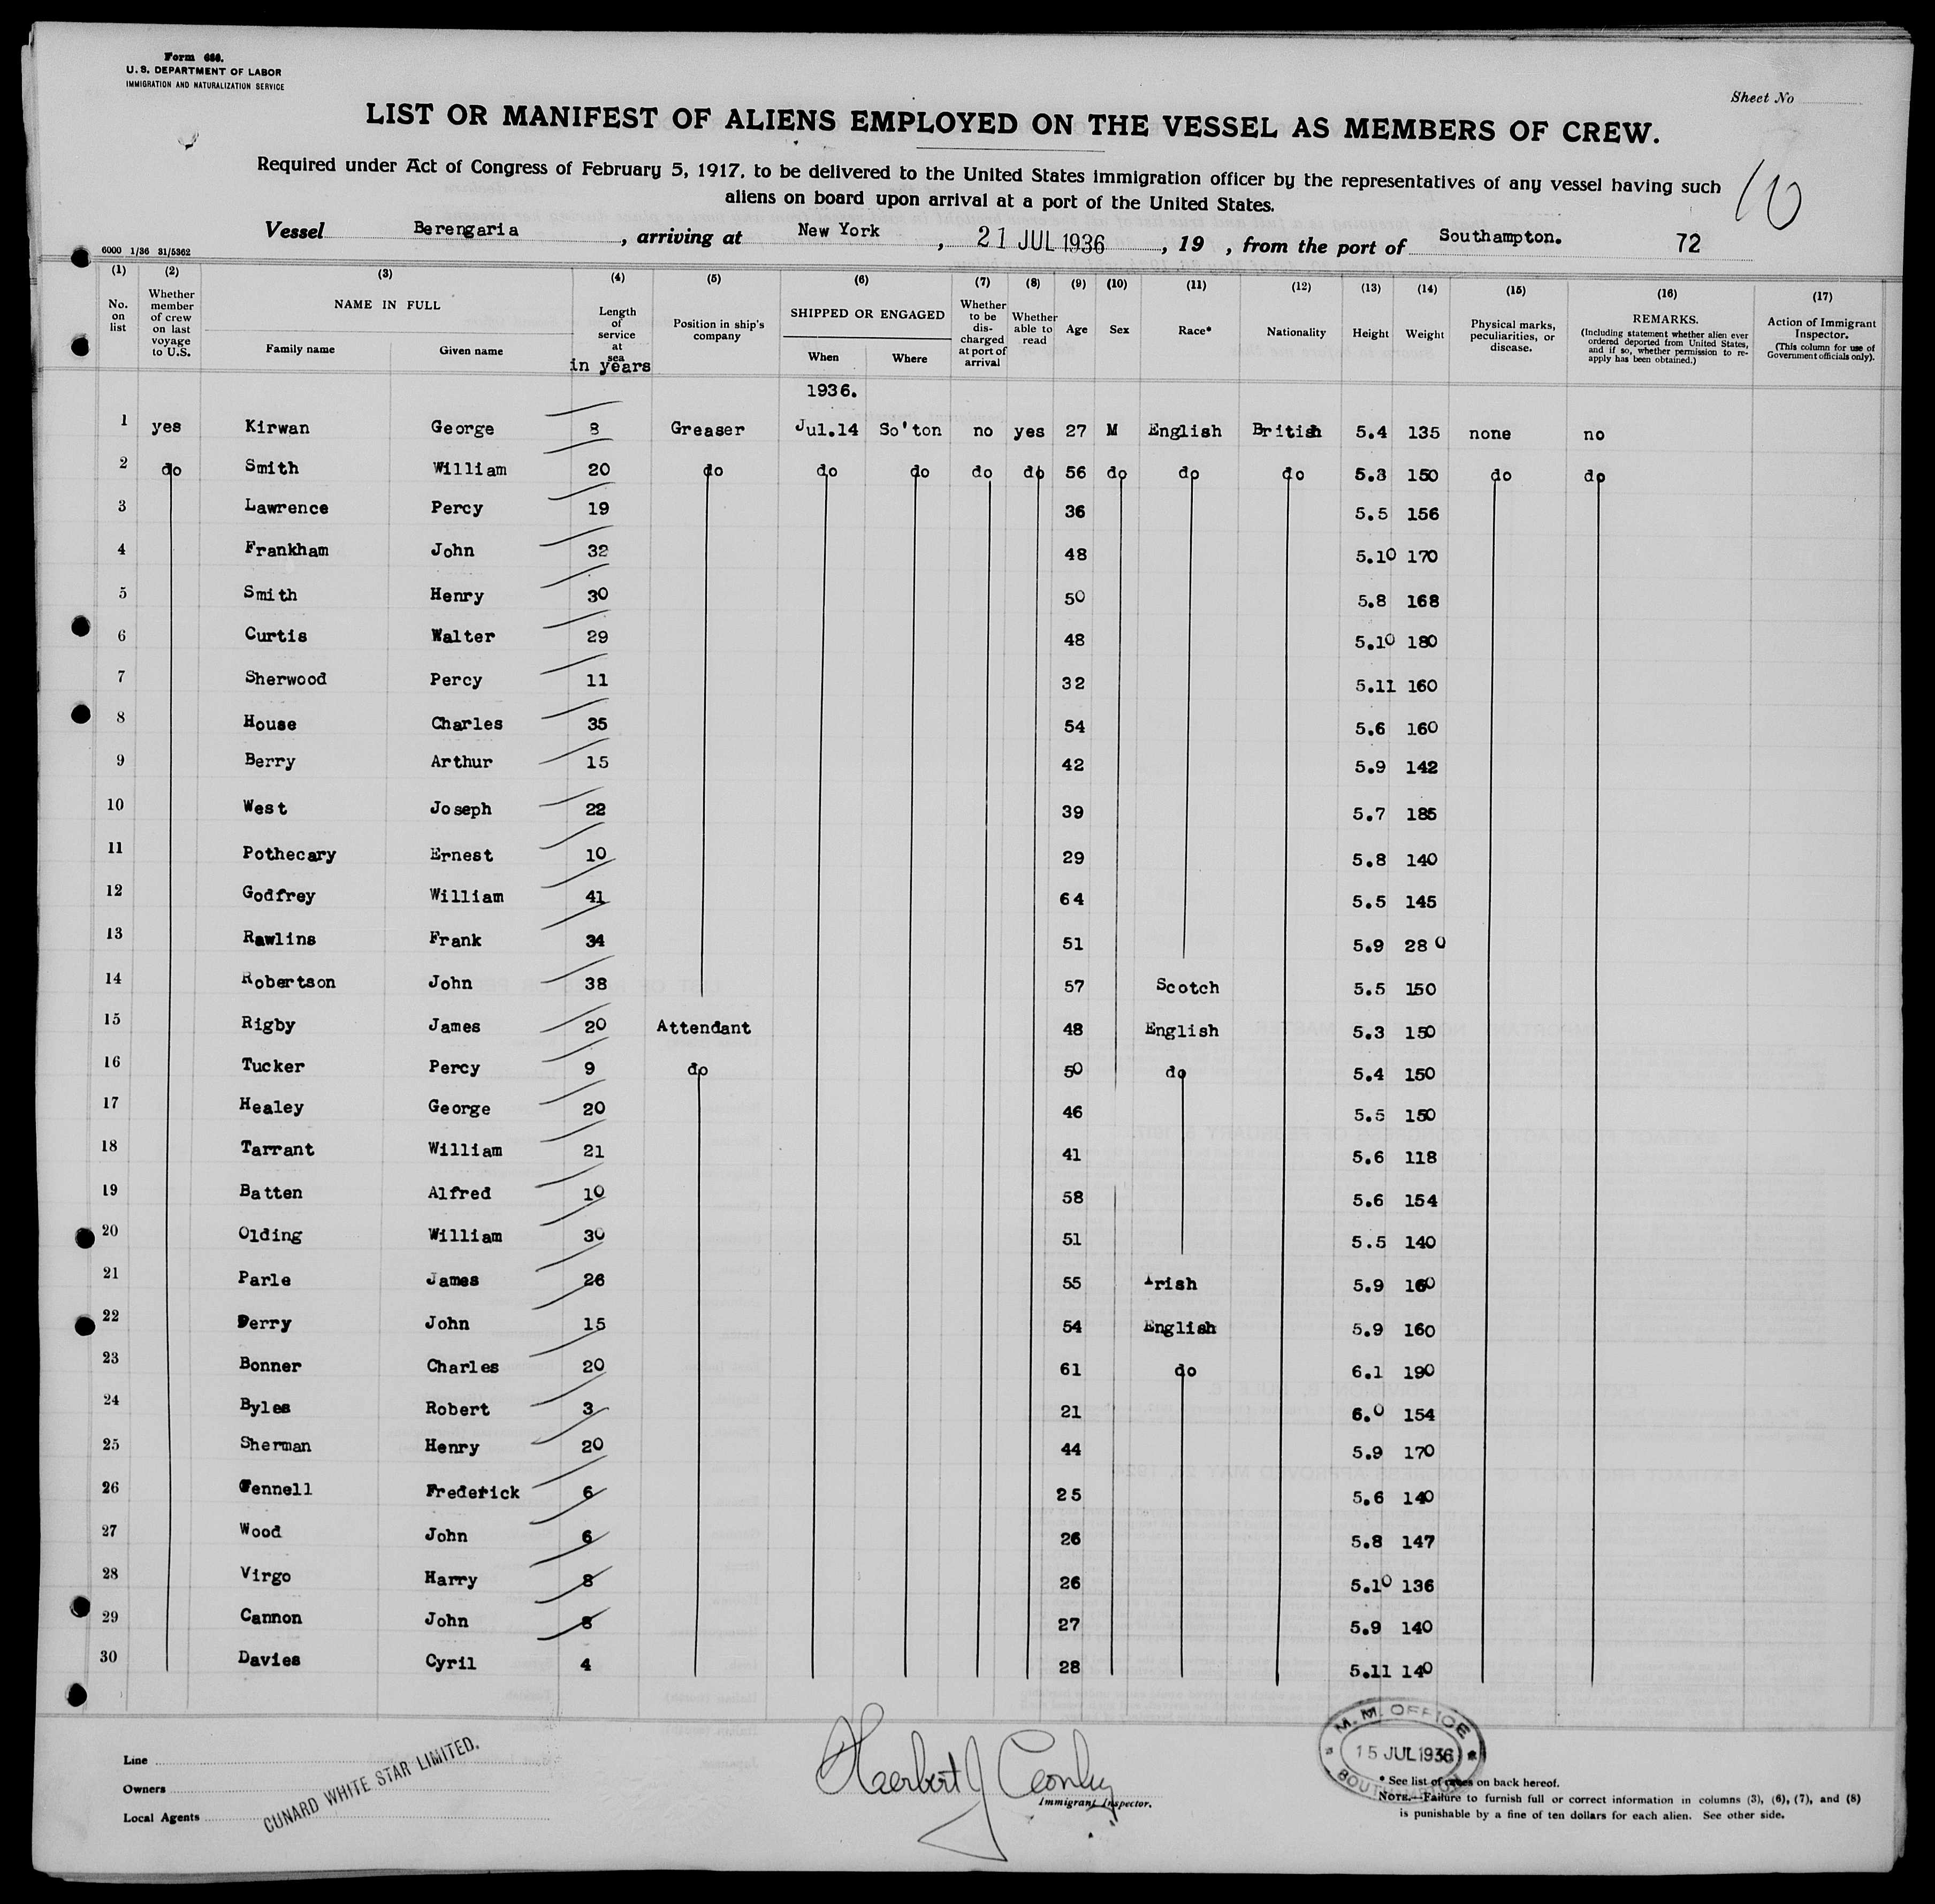 Form 680.
U. S. DEPARTMENT OF LABOR
IMMIGRATION AND NATURALIZATION SERVICE
Sheet No
LIST OR MANIFEST OF ALIENS EMPLOYED ON THE VESSEL AS MEMBERS OF CREW.
Required under Act of Congress of February 5, 1917, to be delivered to the United States immigration officer by the representatives of any vessel having such
aliens on board upon arrival at a port of the United States.
10
Vessel Berengaria, arriving at New York, 21 JUL 1936, 19 , from the port of Southampton. 72
6000 1/36 31/5362
(1) (2) (3) (4) (5) (6) (7) (8) (9) (10) (11) (12) (13) (14) (15) (16) (17)
No. on list
Whether member of crew on last voyage to U.S.
NAME IN FULL
Family name Given name
Length of service at sea in years
Position in ship's company
SHIPPED OR ENGAGED
When Where
Whether to be discharged at port of arrival
Whether able to read
Age Sex Race* Nationality Height Weight
Physical marks, peculiarities, or disease.
REMARKS.
(Including statement whether alien ever ordered deported from United States, and if so, whether permission to reapply has been obtained.)
Action of Immigrant Inspector.
(This column for use of Government officials only).
1936.
1 yes Kirwan George 8 Greaser Jul.14 So'ton no yes 27 M English British 5.4 135 none no
2 do Smith William 20 do do do do do 56 do do do 5.3 150 do do
3 Lawrence Percy 19 36 5.5 156
4 Frankham John 32 48 5.10 170
5 Smith Henry 30 50 5.8 168
6 Curtis Walter 29 48 5.10 180
7 Sherwood Percy 11 32 5.11 160
8 House Charles 35 54 5.6 160
9 Berry Arthur 15 42 5.9 142
10 West Joseph 22 39 5.7 185
11 Pothecary Ernest 10 29 5.8 140
12 Godfrey William 41 64 5.5 145
13 Rawlins Frank 34 51 5.9 280
14 Robertson John 38 57 Scotch 5.5 150
15 Rigby James 20 Attendant 48 English 5.3 150
16 Tucker Percy 9 do 50 do 5.4 150
17 Healey George 20 46 5.5 150
18 Tarrant William 21 41 5.6 118
19 Batten Alfred 10 58 5.6 154
20 Olding William 30 51 5.5 140
21 Parle James 26 55 Irish 5.9 160
22 John 15 54 English 5.9 160
23 Bonner Charles 20 61 do 6.1 190
24 Byles Robert 3 21 6.0 154
25 Sherman Henry 20 44 5.9 170
26 Frederick 6 25 5.6 140
27 Wood John 6 26 5.8 147
28 Virgo Harry 8 26 5.10 136
29 Cannon John 8 27 5.9 140
30 Davies Cyril 4 28 5.11 140
Line
Owners
Local Agents
CUNARD WHITE STAR LIMITED.
Herbert J
Immigrant Inspector.
M. M. OFFICE
15 JUL 1936
SOUTHAMPTON
* See list of races on back hereof.
NOTE.—Failure to furnish full or correct information in columns (3), (6), (7), and (8)
is punishable by a fine of ten dollars for each alien. See other side.